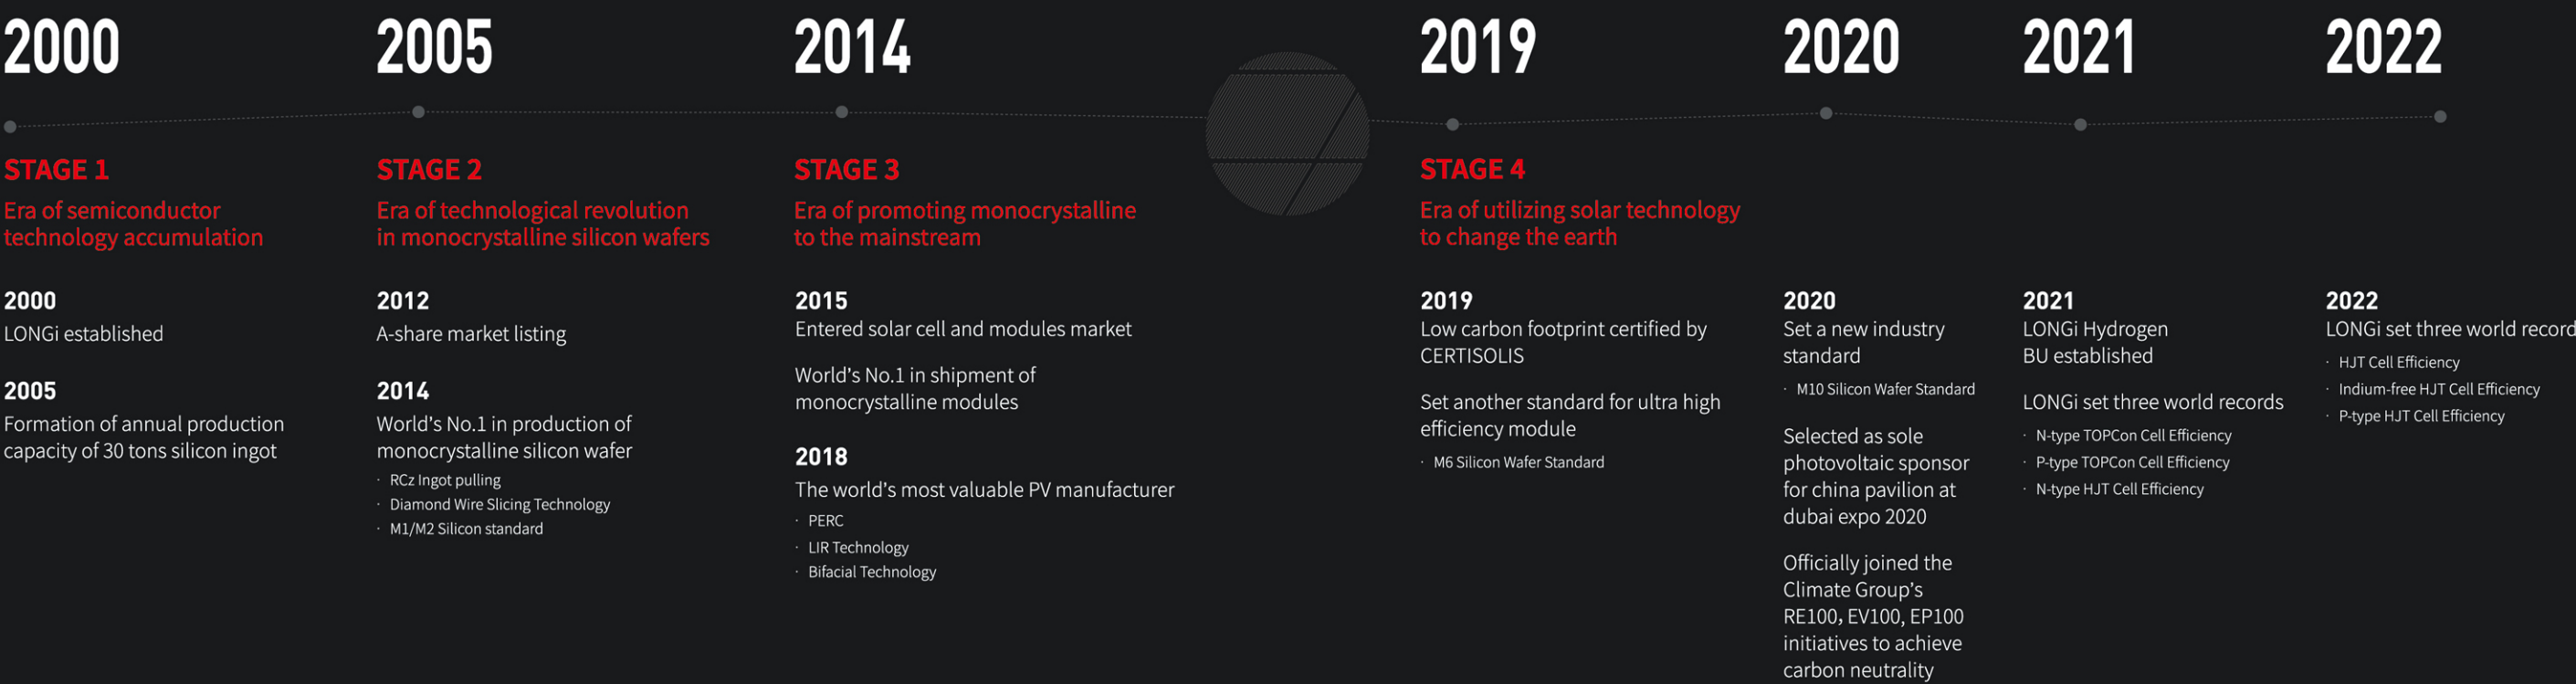 2000
STAGE 1
Era of semiconductor
technology accumulation
2000
LONGi established
2005
Formation of annual production
capacity of 30 tons silicon ingot
2005
STAGE 2
Era of technological revolution
in monocrystalline silicon wafers
2012
A-share market listing
2014
World's No.1 in production of
monocrystalline silicon wafer
· RCz Ingot pulling
· Diamond Wire Slicing Technology
· M1/M2 Silicon standard
2014
STAGE 3
Era of promoting monocrystalline
to the mainstream
2015
Entered solar cell and modules market
World's No.1 in shipment of
monocrystalline modules
2018
The world's most valuable PV manufacturer
· PERC
· LIR Technology
· Bifacial Technology
2019
STAGE 4
Era of utilizing solar technology
to change the earth
2019
Low carbon footprint certified by
CERTISOLIS
Set another standard for ultra high
efficiency module
· M6 Silicon Wafer Standard
2020
2020
Set a new industry
standard
· M10 Silicon Wafer Standard
Selected as sole
photovoltaic sponsor
for china pavilion at
dubai expo 2020
Officially joined the
Climate Group's
RE100，EV100, EP100
initiatives to achieve
carbon neutrality
2021
2021
LONGi Hydrogen
BU established
LONGi set three world records
· N-type TOPCon Cell Efficiency
· P-type TOPCon Cell Efficiency
· N-type HJT Cell Efficiency
2022
2022
LONGi set three world record
· HJT Cell Efficiency
· Indium-free HJT Cell Efficiency
· P-type HJT Cell Efficiency